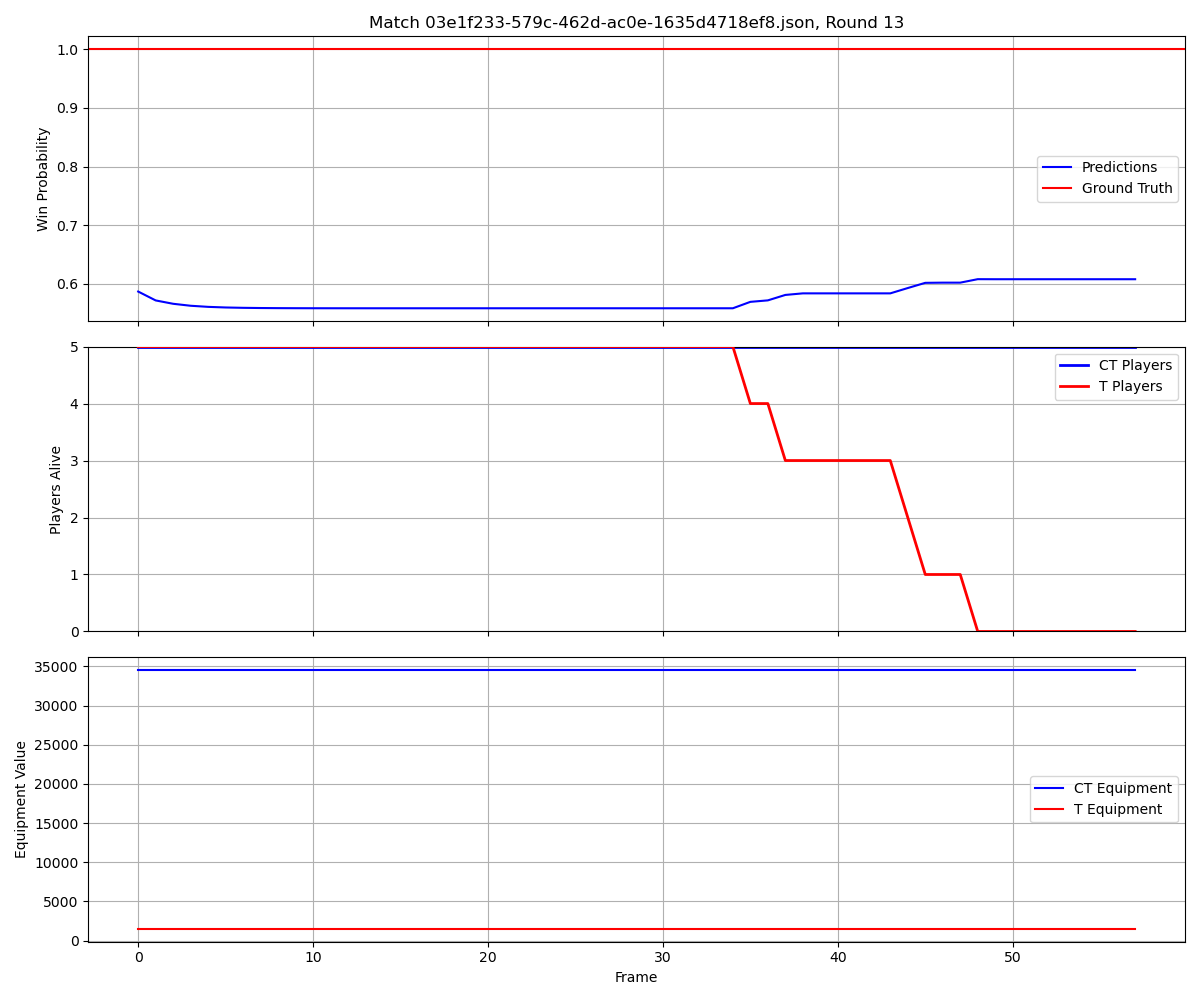 Match 03e1f233-579c-462d-ac0e-1635d4718ef8.json, Round 13
Win Probability
1.0
0.9
0.8
0.7
0.6
Predictions
Ground Truth
Players Alive
5
4
3
2
1
0
CT Players
T Players
Equipment Value
35000
30000
25000
20000
15000
10000
5000
0
CT Equipment
T Equipment
0 10 20 30 40 50
Frame